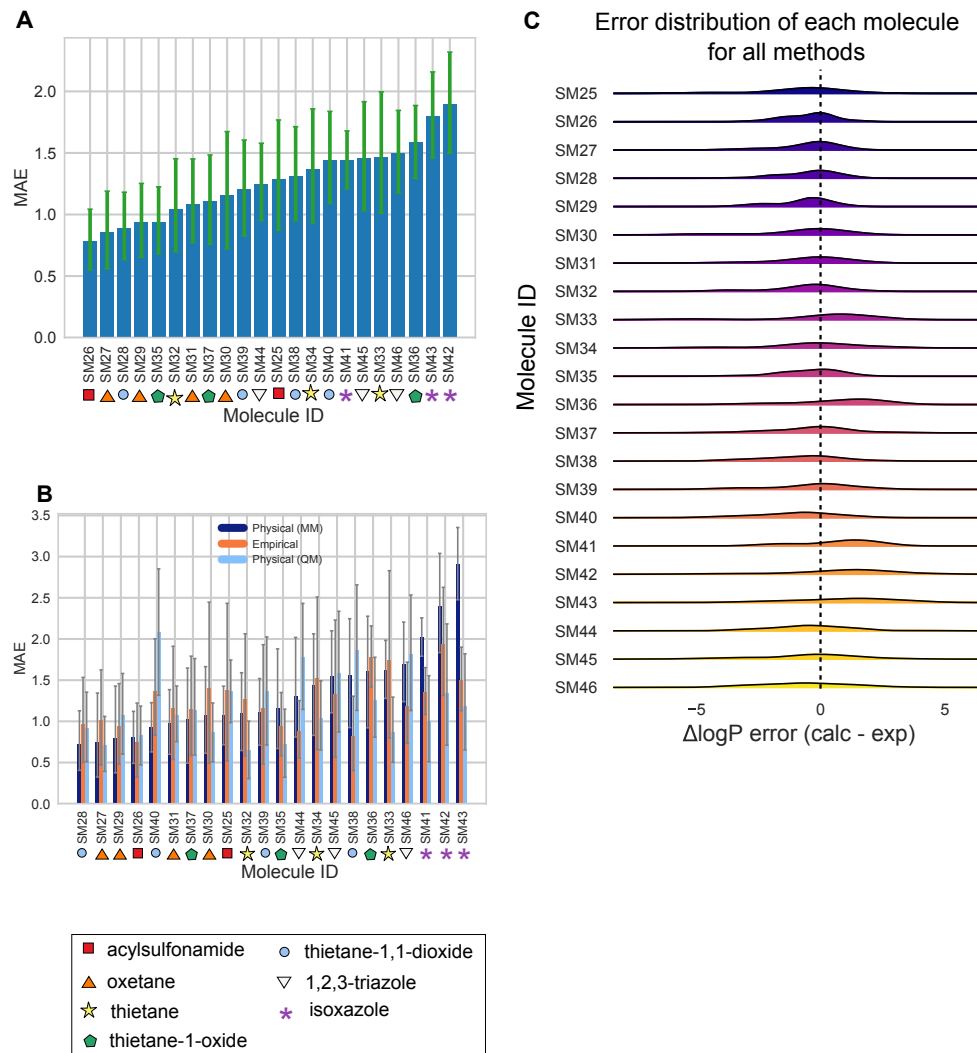 A
MAE
2.0
1.5
1.0
0.5
0.0
SM26
SM27
SM28
SM29
SM35
SM32
SM31
SM37
SM30
SM39
SM44
SM25
SM38
SM34
SM40
SM41
SM45
SM33
SM46
SM36
SM43
SM42
Molecule ID
B
MAE
3.5
3.0
2.5
2.0
1.5
1.0
0.5
0.0
Physical (MM)
Empirical
Physical (QM)
SM28
SM27
SM29
SM26
SM40
SM31
SM37
SM30
SM25
SM32
SM39
SM35
SM44
SM34
SM45
SM38
SM36
SM33
SM46
SM41
SM42
SM43
Molecule ID
acylsulfonamide
oxetane
thietane
thietane-1-oxide
thietane-1,1-dioxide
1,2,3-triazole
isoxazole
C
Error distribution of each molecule
for all methods
Molecule ID
SM25
SM26
SM27
SM28
SM29
SM30
SM31
SM32
SM33
SM34
SM35
SM36
SM37
SM38
SM39
SM40
SM41
SM42
SM43
SM44
SM45
SM46
−5 0 5
ΔlogP error (calc - exp)